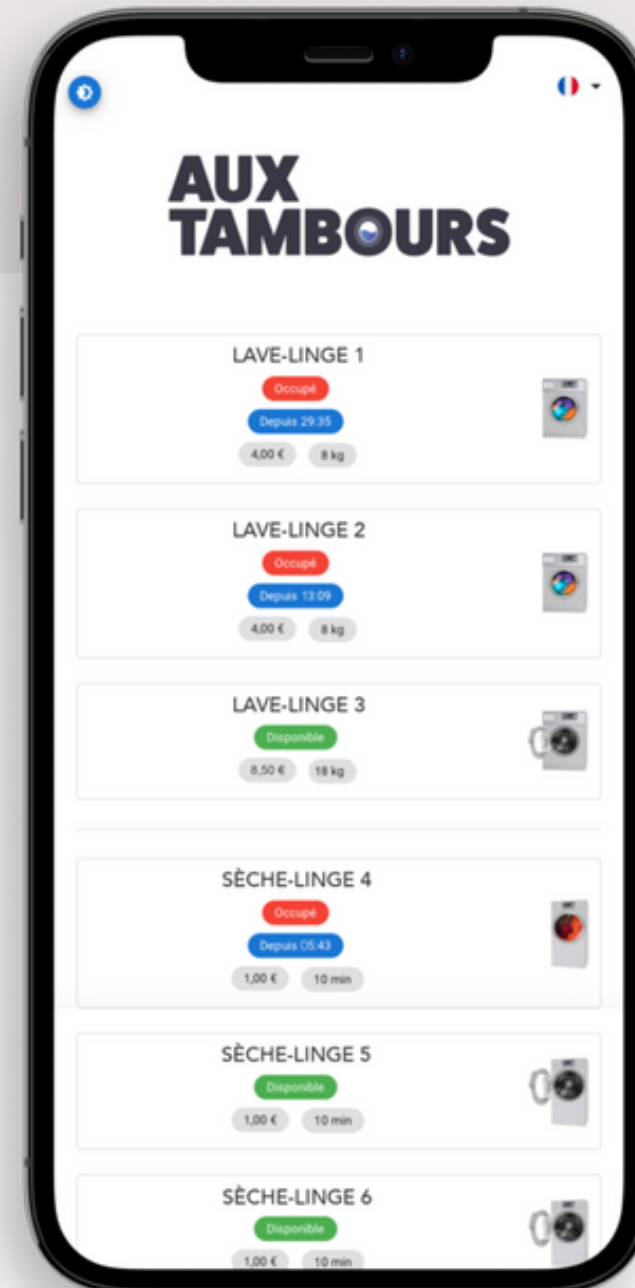 AUX
TAMBOURS
LAVE-LINGE 1
Occupé
Depuis 29:35
4,00 € 8 kg
LAVE-LINGE 2
Occupé
Depuis 13:09
4,00 € 8 kg
LAVE-LINGE 3
Disponible
8,50 € 18 kg
SÈCHE-LINGE 4
Occupé
Depuis 05:43
1,00 € 10 min
SÈCHE-LINGE 5
Disponible
1,00 € 10 min
SÈCHE-LINGE 6
Disponible
1,00 € 10 min